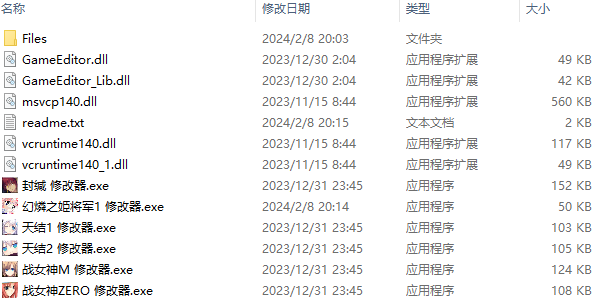 名称 修改日期 类型 大小
Files 2024/2/8 20:03 文件夹
GameEditor.dll 2023/12/30 2:04 应用程序扩展 49 KB
GameEditor_Lib.dll 2023/12/30 2:04 应用程序扩展 42 KB
msvcp140.dll 2023/11/15 8:44 应用程序扩展 560 KB
readme.txt 2024/2/8 20:15 文本文档 2 KB
vcruntime140.dll 2023/11/15 8:44 应用程序扩展 117 KB
vcruntime140_1.dll 2023/11/15 8:44 应用程序扩展 49 KB
封缄 修改器.exe 2023/12/31 23:45 应用程序 152 KB
幻燐之姫将军1 修改器.exe 2024/2/8 20:14 应用程序 50 KB
天结1 修改器.exe 2023/12/31 23:45 应用程序 103 KB
天结2 修改器.exe 2023/12/31 23:45 应用程序 105 KB
战女神M 修改器.exe 2023/12/31 23:45 应用程序 124 KB
战女神ZERO 修改器.exe 2023/12/31 23:45 应用程序 108 KB